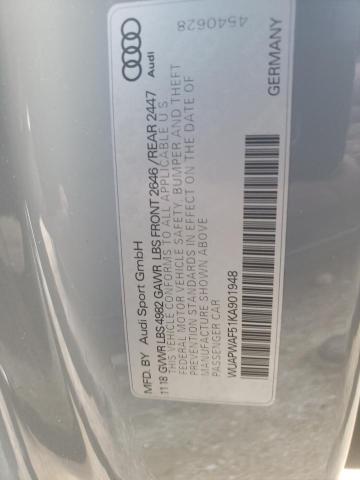 4540628
Audi
MFD. BY Audi Sport GmbH
11 18 GVWR LBS 4982 GAWR LBS FRONT 2646 /REAR 2447
THIS VEHICLE CONFORMS TO ALL APPLICABLE U.S.
FEDERAL MOTOR VEHICLE SAFETY, BUMPER AND THEFT
PREVENTION STANDARDS IN EFFECT ON THE DATE OF
MANUFACTURE SHOWN ABOVE
PASSENGER CAR
WUAPWAF51KA901948
GERMANY